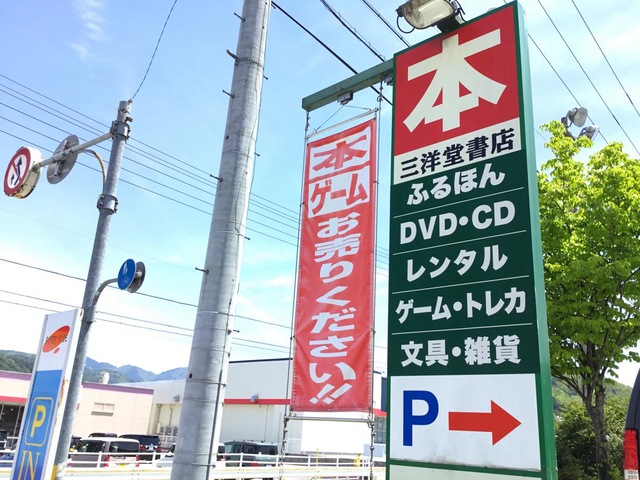 本
三洋堂書店
ふるほん
DVD・CD
レンタル
ゲーム・トレカ
文具・雑貨
P
本
ゲーム
お売りください!!
P
IN